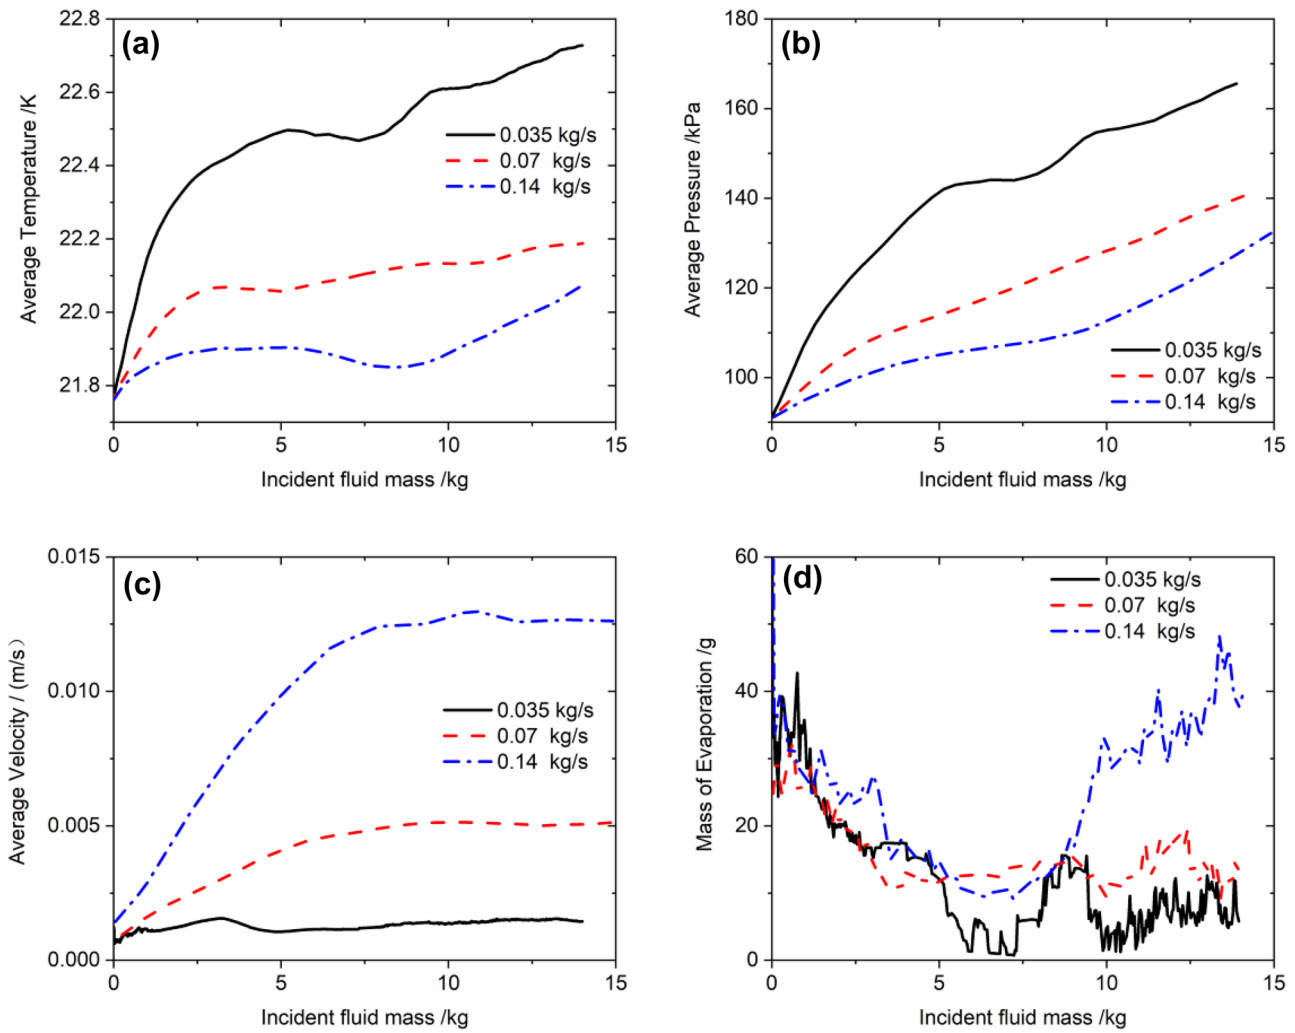 (a)
22.8
22.6
22.4
22.2
22.0
21.8
Average Temperature /K
0.035 kg/s
0.07 kg/s
0.14 kg/s
0 5 10 15
Incident fluid mass /kg
(b)
180
160
140
120
100
Average Pressure /kPa
0.035 kg/s
0.07 kg/s
0.14 kg/s
0 5 10 15
Incident fluid mass /kg
(c)
0.015
0.010
0.005
0.000
Average Velocity / (m/s）
0.035 kg/s
0.07 kg/s
0.14 kg/s
0 5 10 15
Incident fluid mass /kg
(d)
60
40
20
0
Mass of Evaporation /g
0.035 kg/s
0.07 kg/s
0.14 kg/s
0 5 10 15
Incident fluid mass /kg